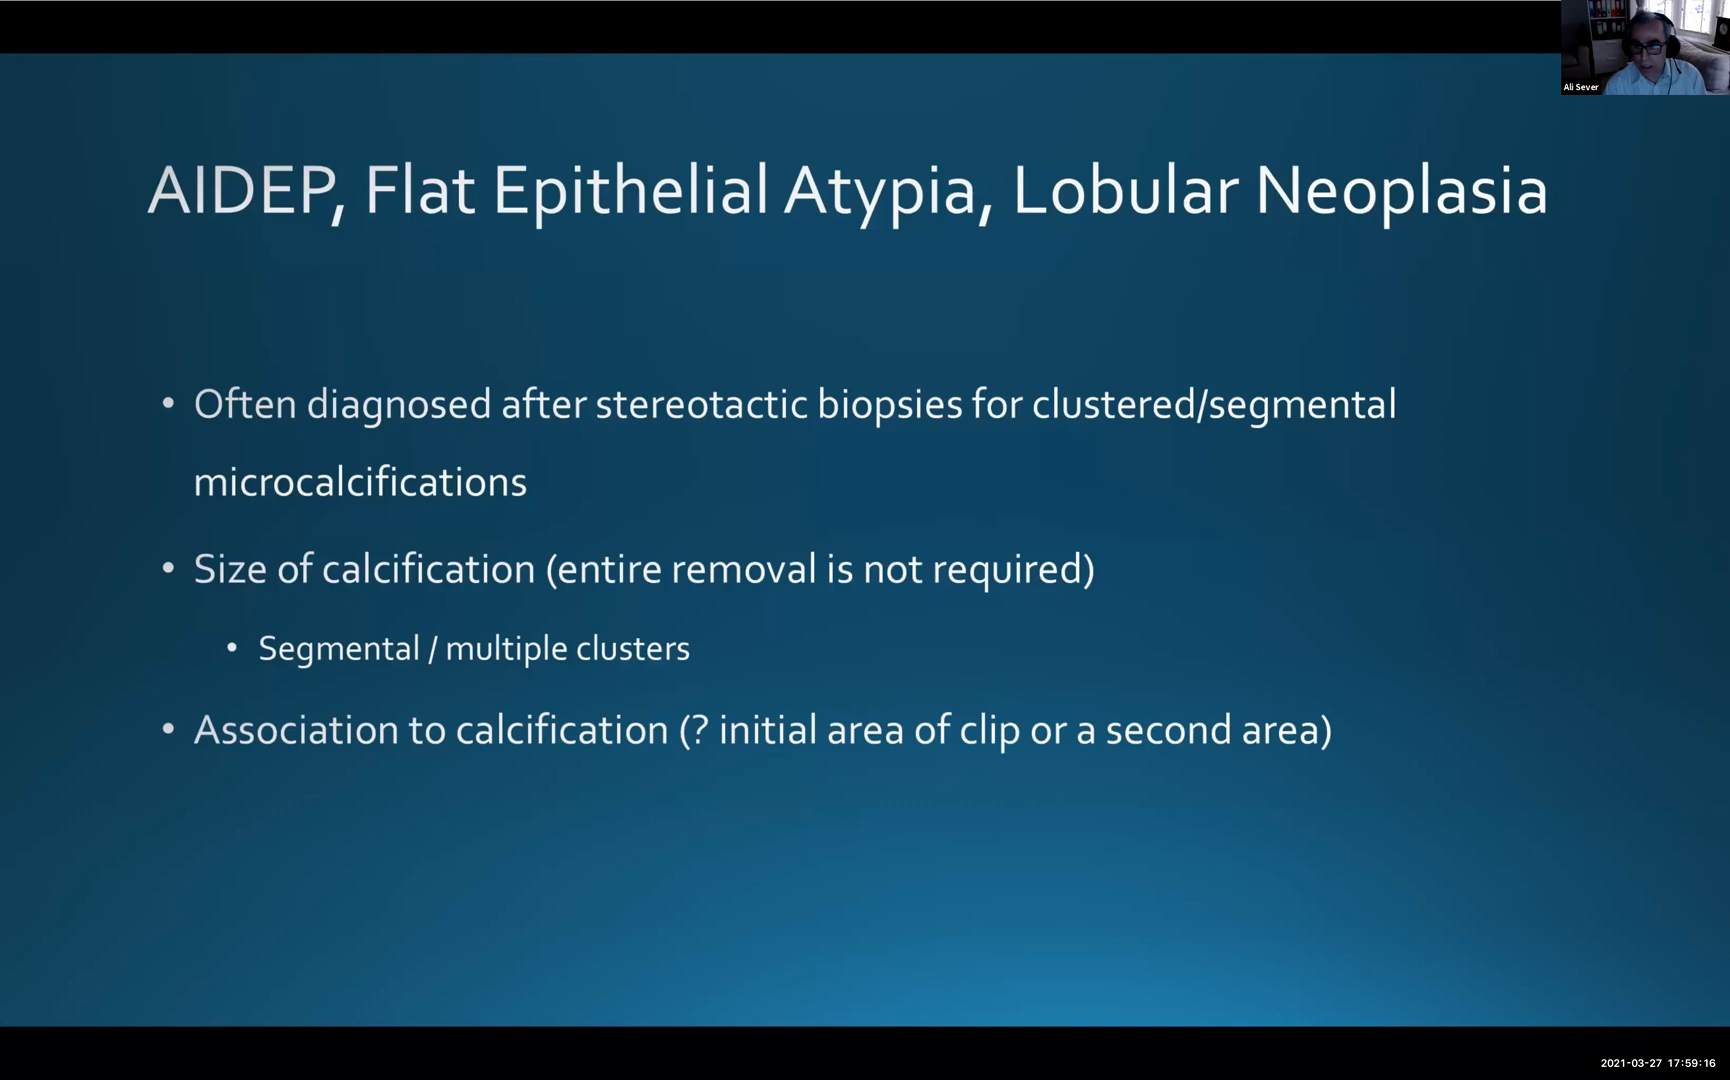 Ali Sever
AIDEP, Flat Epithelial Atypia, Lobular Neoplasia
• Often diagnosed after stereotactic biopsies for clustered/segmental
microcalcifications
• Size of calcification (entire removal is not required)
• Segmental / multiple clusters
• Association to calcification (? initial area of clip or a second area)
2021-03-27 17:59:16